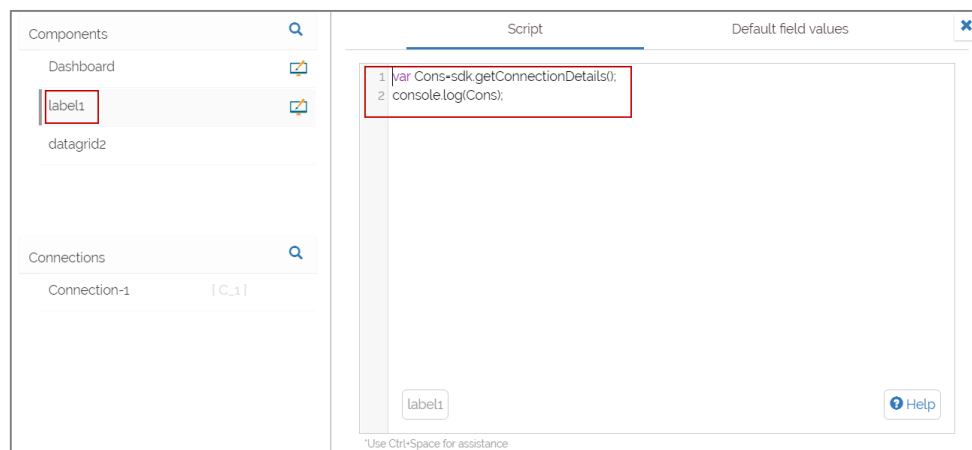 Components
Dashboard
label1
datagrid2
Connections
Connection-1 [ C_1 ]
Script Default field values
1 var Cons=sdk.getConnectionDetails();
2 console.log(Cons);
label1
Help
*Use Ctrl+Space for assistance